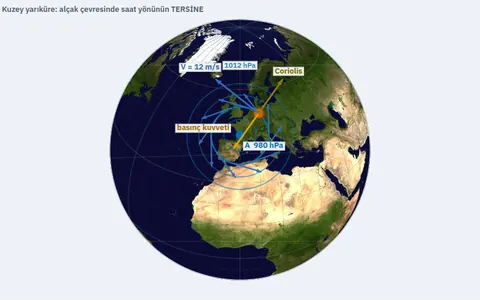 Kuzey yarıküre: alçak çevresinde saat yönünün TERSİNE
V = 12 m/s
1012 hPa
Coriolis
basınç kuvveti
A 980 hPa